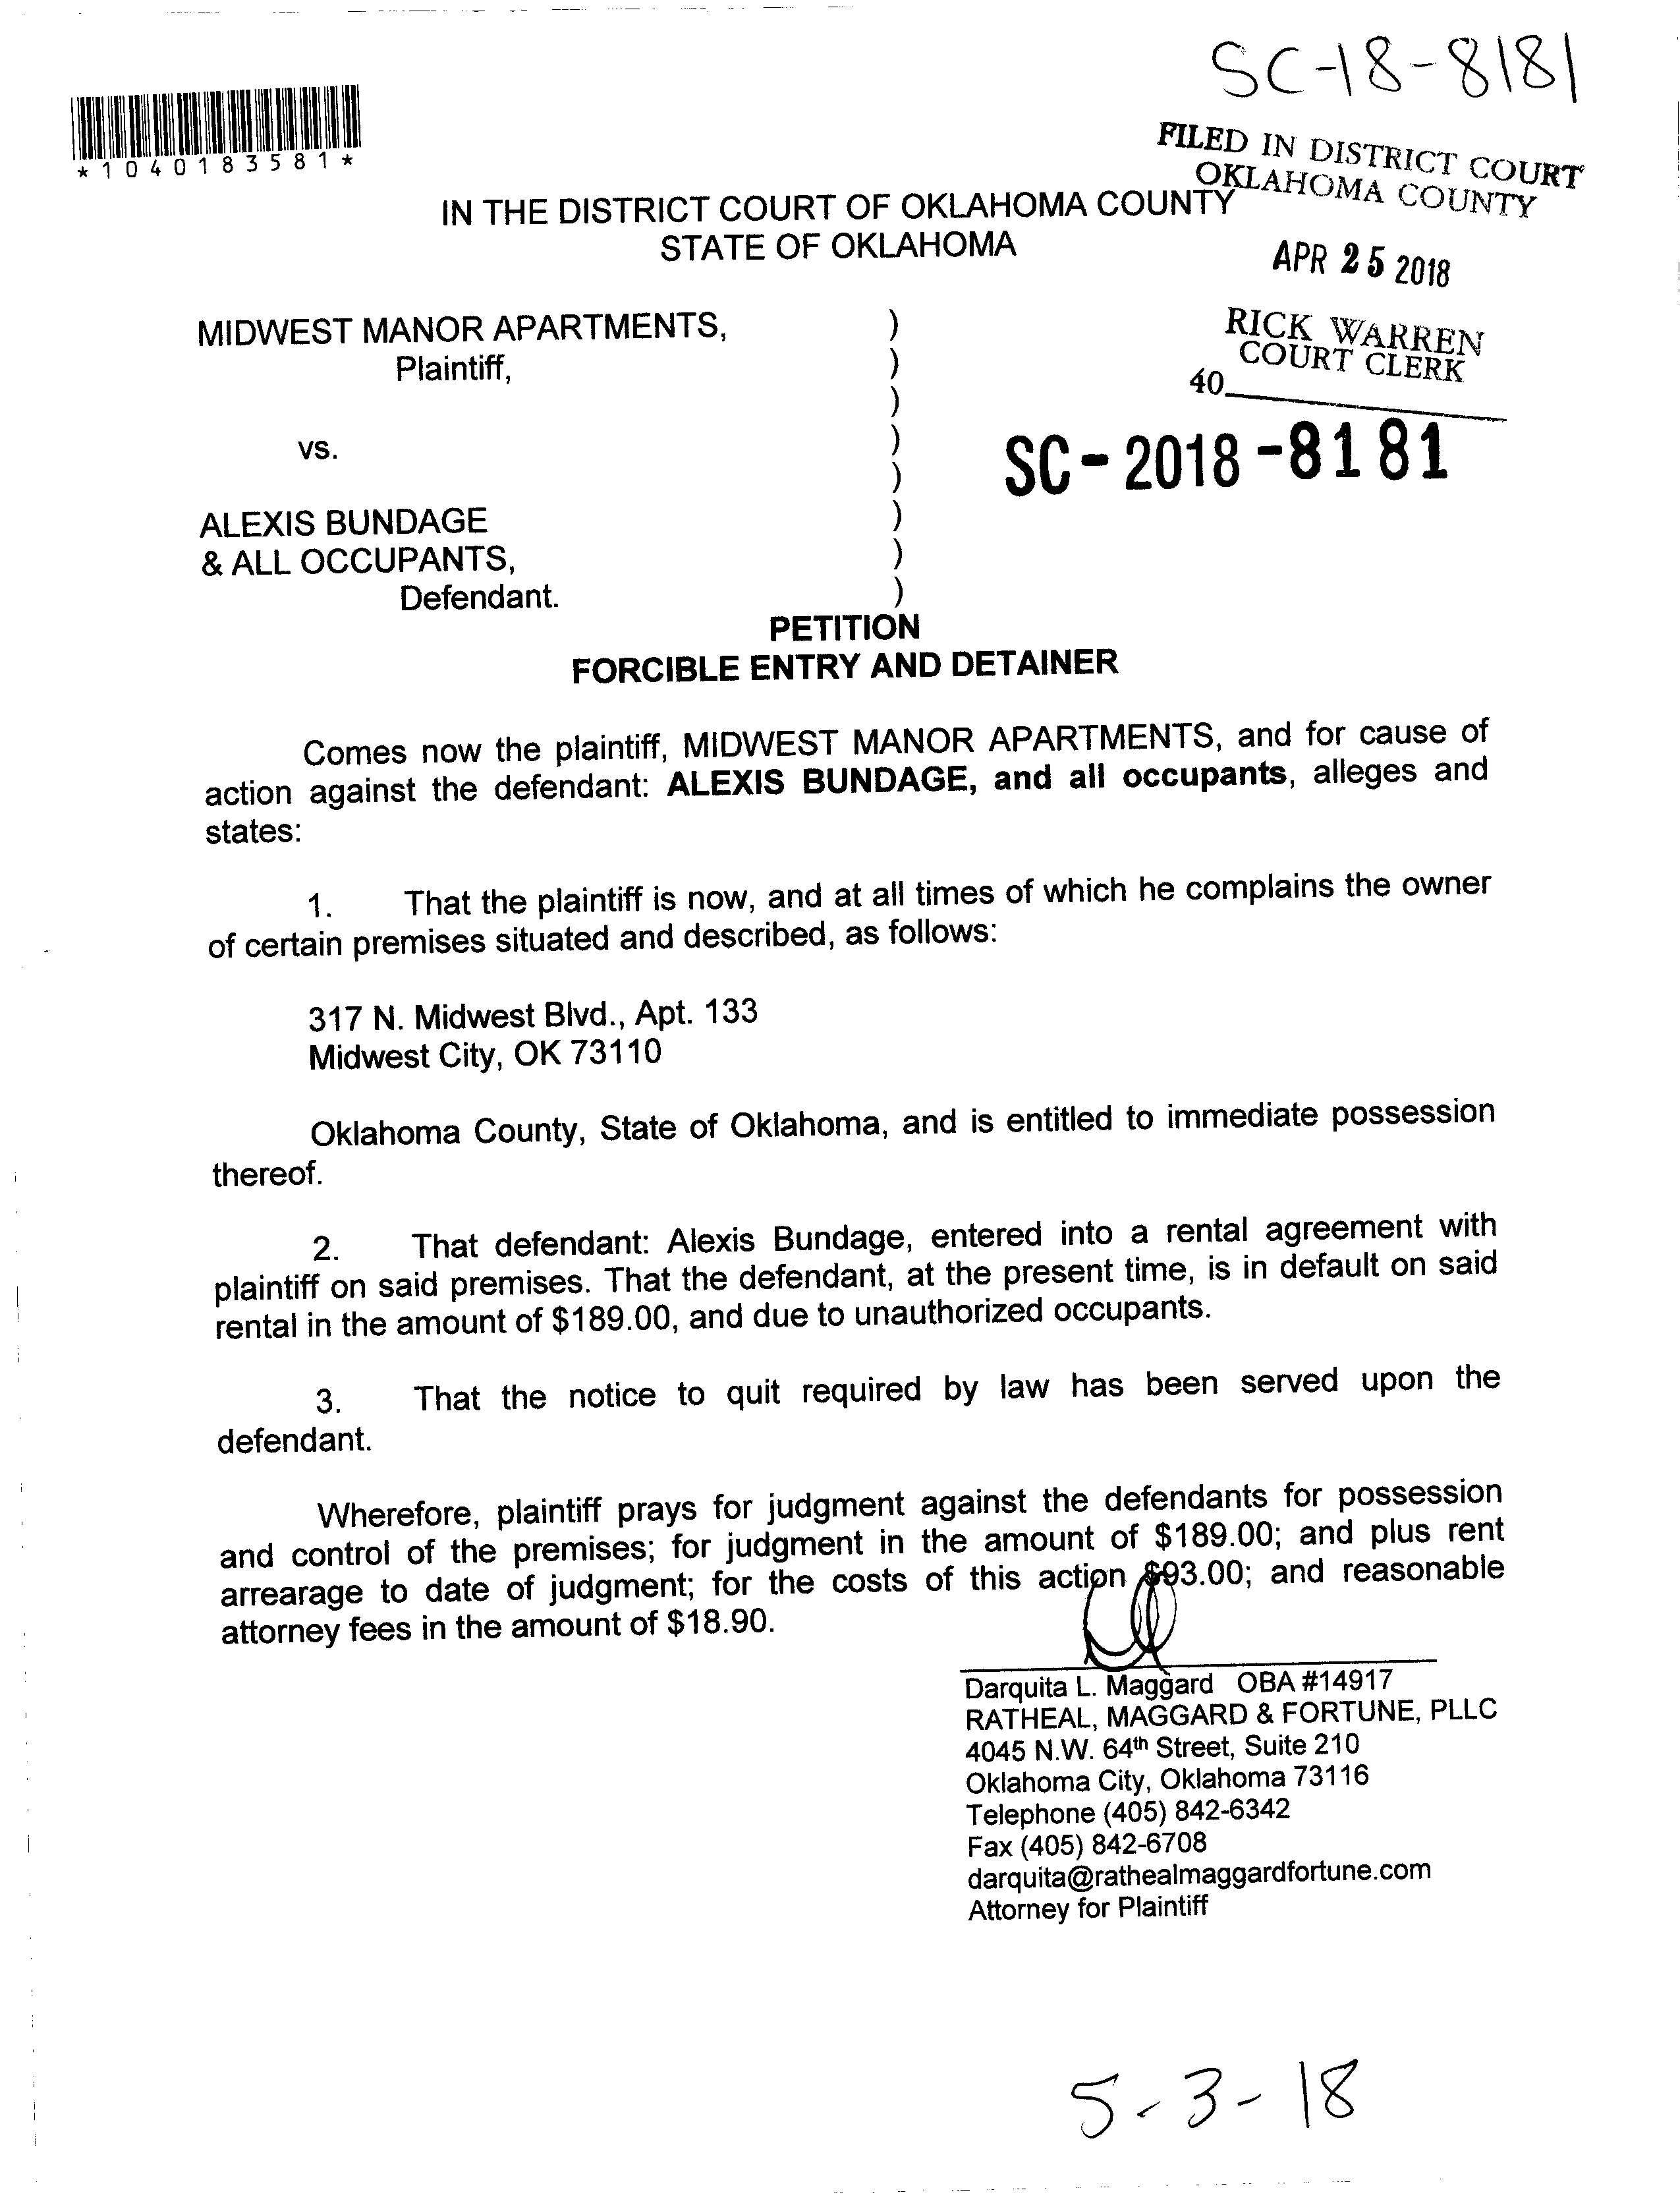 SC-18-8181
*1040183581*
FILED IN DISTRICT COURT
OKLAHOMA COUNTY
IN THE DISTRICT COURT OF OKLAHOMA COUNTY
STATE OF OKLAHOMA
APR 25 2018
RICK WARREN
COURT CLERK
40
MIDWEST MANOR APARTMENTS, )
Plaintiff, )
)
vs. )
)
ALEXIS BUNDAGE )
& ALL OCCUPANTS, )
Defendant. )
SC-2018-8181
PETITION
FORCIBLE ENTRY AND DETAINER
Comes now the plaintiff, MIDWEST MANOR APARTMENTS, and for cause of
action against the defendant: ALEXIS BUNDAGE, and all occupants, alleges and
states:
1. That the plaintiff is now, and at all times of which he complains the owner
of certain premises situated and described, as follows:
317 N. Midwest Blvd., Apt. 133
Midwest City, OK 73110
Oklahoma County, State of Oklahoma, and is entitled to immediate possession
thereof.
2. That defendant: Alexis Bundage, entered into a rental agreement with
plaintiff on said premises. That the defendant, at the present time, is in default on said
rental in the amount of $189.00, and due to unauthorized occupants.
3. That the notice to quit required by law has been served upon the
defendant.
Wherefore, plaintiff prays for judgment against the defendants for possession
and control of the premises; for judgment in the amount of $189.00; and plus rent
arrearage to date of judgment; for the costs of this action $93.00; and reasonable
attorney fees in the amount of $18.90.
Darquita L. Maggard OBA #14917
RATHEAL, MAGGARD & FORTUNE, PLLC
4045 N.W. 64th Street, Suite 210
Oklahoma City, Oklahoma 73116
Telephone (405) 842-6342
Fax (405) 842-6708
darquita@rathealmaggardfortune.com
Attorney for Plaintiff
5-3-18